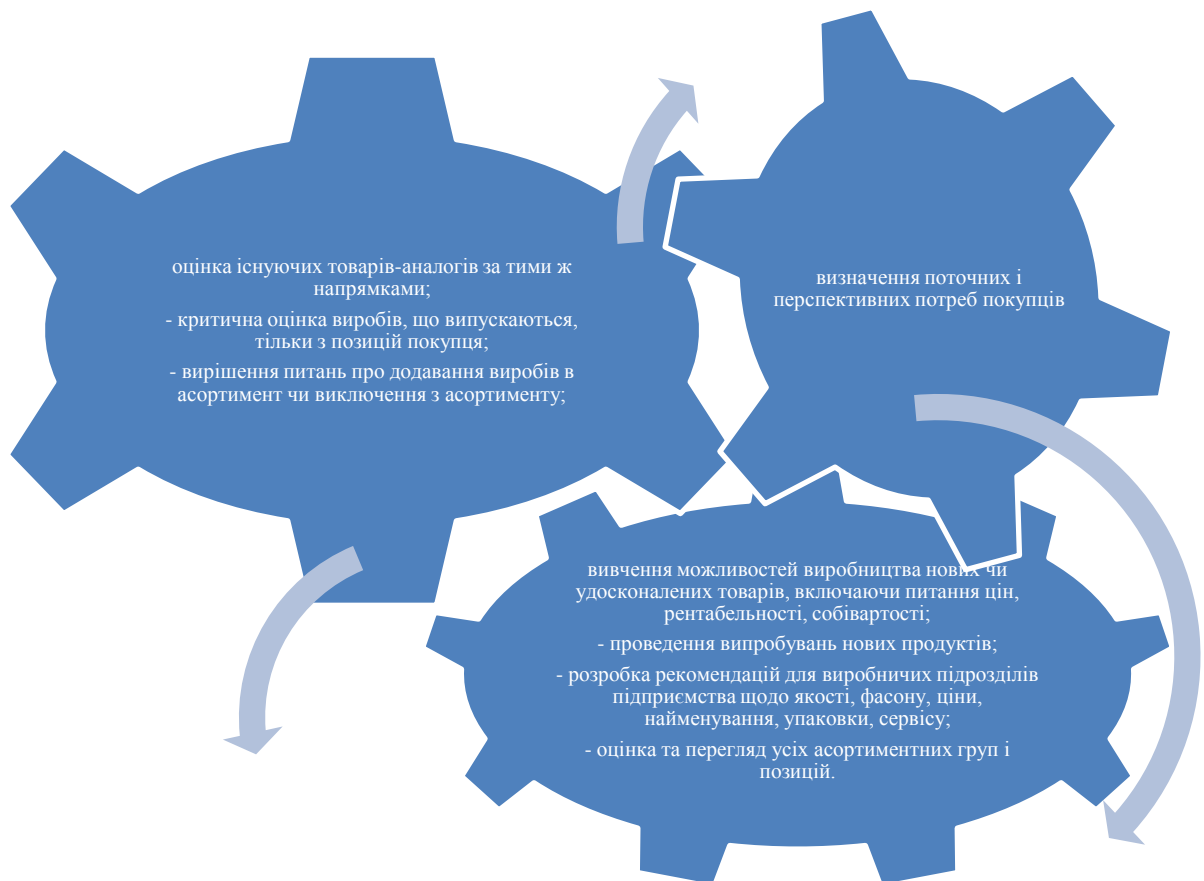 оцінка існуючих товарів-аналогів за тими ж
напрямками;
- критична оцінка виробів, що випускаються,
тільки з позицій покупця;
- вирішення питань про додавання виробів в
асортимент чи виключення з асортименту;
визначення поточних і
перспективних потреб покупців
вивчення можливостей виробництва нових чи
удосконалених товарів, включаючи питання цін,
рентабельності, собівартості;
- проведення випробувань нових продуктів;
- розробка рекомендацій для виробничих підрозділів
підприємства щодо якості, фасону, ціни,
найменування, упаковки, сервісу;
- оцінка та перегляд усіх асортиментних груп і
позицій.